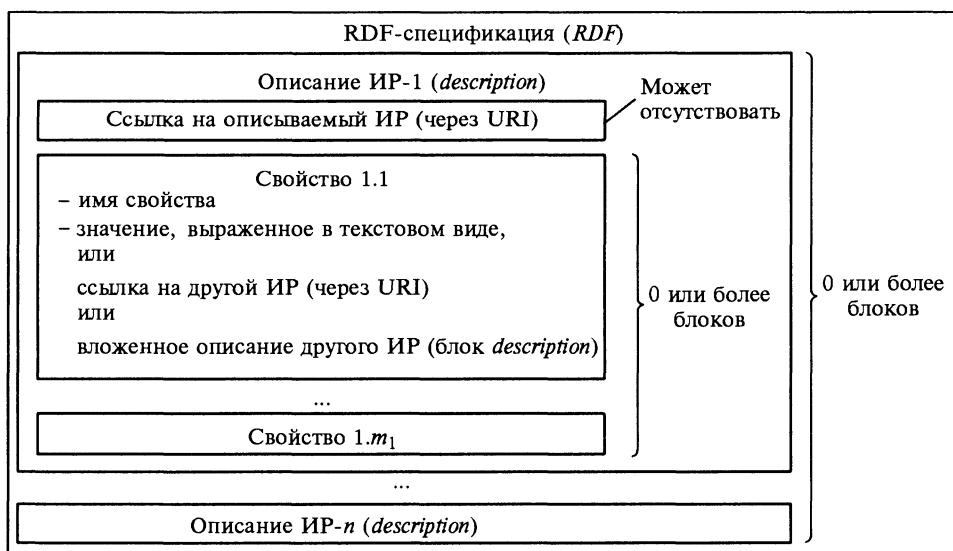 RDF-спецификация (RDF)
Описание ИР-1 (description)
Может
отсутствовать
Ссылка на описываемый ИР (через URI)
Свойство 1.1
– имя свойства
– значение, выраженное в текстовом виде,
или
ссылка на другой ИР (через URI)
или
вложенное описание другого ИР (блок description)
0 или более
блоков
0 или более
блоков
...
Свойство 1.m₁
...
Описание ИР-n (description)